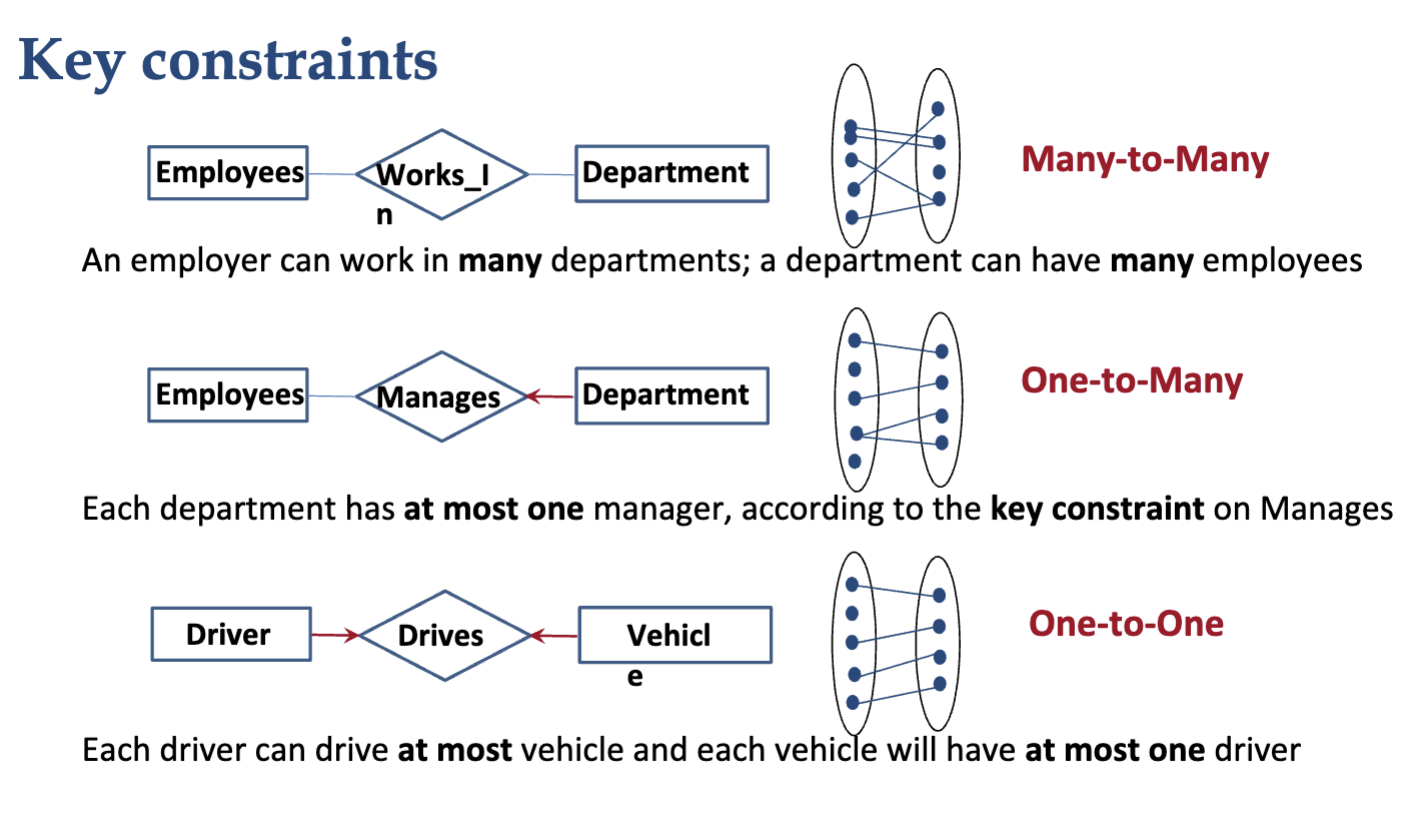 Key constraints
Employees
Works_I
n
Department
Many-to-Many
An employer can work in many departments; a department can have many employees
Employees
Manages
Department
One-to-Many
Each department has at most one manager, according to the key constraint on Manages
Driver
Drives
Vehicl
e
One-to-One
Each driver can drive at most vehicle and each vehicle will have at most one driver